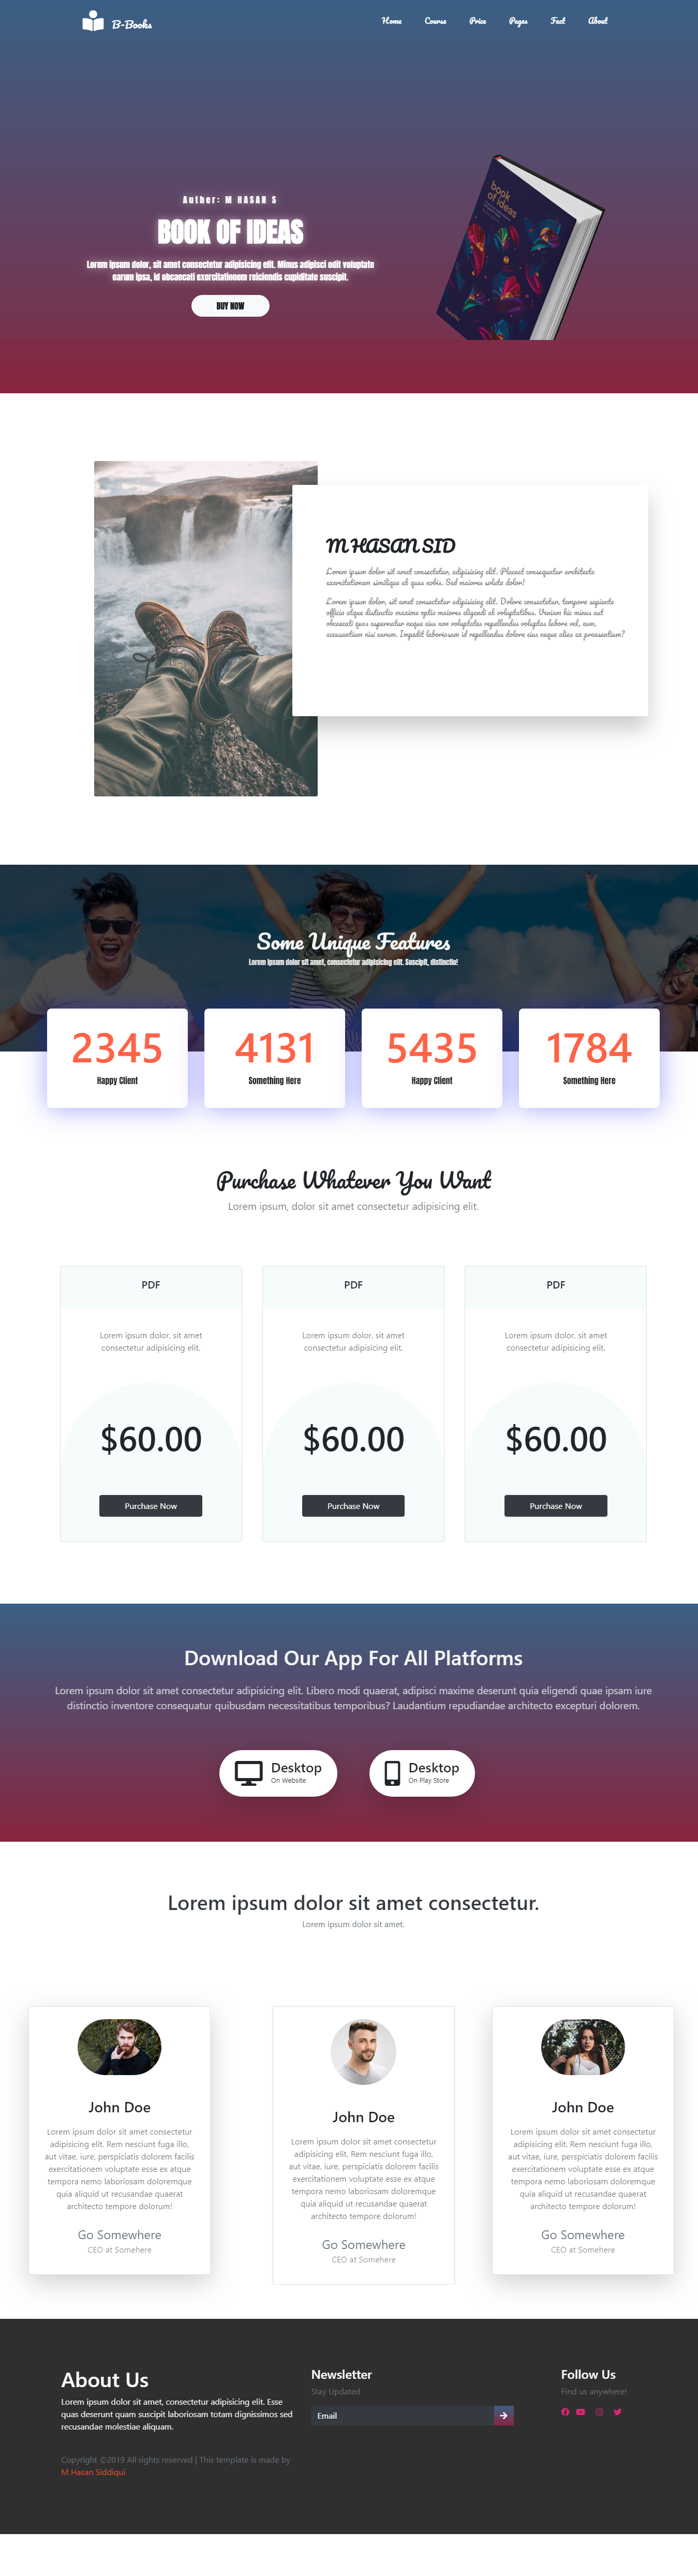 B-Books
Home Course Price Pages Fact About
Author: M HASAN S
BOOK OF IDEAS
Lorem ipsum dolor, sit amet consectetur adipisicing elit. Minus adipisci odit voluptate
earum ipsa, id obcaecati exercitationem reiciendis cupiditate suscipit.
BUY NOW
book
of ideas
M HASAN SID
Lorem ipsum dolor sit amet consectetur, adipisicing elit. Placeat consequatur architecto
exercitationem similique ab quas nobis. Sed maiores soluta dolor!
Lorem ipsum dolor, sit amet consectetur adipisicing elit. Dolore consectetur, tempore sapiente
officia atque distinctio maxime optio maiores eligendi ab voluptatibus. Veniam hic minus aut
obcaecati quos aspernatur neque eius non voluptates repellendus voluptas labore vel, eum,
accusantium nisi earum. Impedit laboriosam id repellendus dolore eius neque alias ex praesentium?
Some Unique Features
Lorem ipsum dolor sit amet, consectetur adipisicing elit. Suscipit, distinctio!
2345
Happy Client
4131
Something Here
5435
Happy Client
1784
Something Here
Purchase Whatever You Want
Lorem ipsum, dolor sit amet consectetur adipisicing elit.
PDF
Lorem ipsum dolor, sit amet
consectetur adipisicing elit.
$60.00
Purchase Now
PDF
Lorem ipsum dolor, sit amet
consectetur adipisicing elit.
$60.00
Purchase Now
PDF
Lorem ipsum dolor, sit amet
consectetur adipisicing elit.
$60.00
Purchase Now
Download Our App For All Platforms
Lorem ipsum dolor sit amet consectetur adipisicing elit. Libero modi quaerat, adipisci maxime deserunt quia eligendi quae ipsam iure
distinctio inventore consequatur quibusdam necessitatibus temporibus? Laudantium repudiandae architecto excepturi dolorem.
Desktop
On Website
Desktop
On Play Store
Lorem ipsum dolor sit amet consectetur.
Lorem ipsum dolor sit amet.
John Doe
Lorem ipsum dolor sit amet consectetur
adipisicing elit. Rem nesciunt fuga illo,
aut vitae, iure, perspiciatis dolorem facilis
exercitationem voluptate esse ex atque
tempora nemo laboriosam doloremque
quia aliquid ut recusandae quaerat
architecto tempore dolorum!
Go Somewhere
CEO at Somehere
John Doe
Lorem ipsum dolor sit amet consectetur
adipisicing elit. Rem nesciunt fuga illo,
aut vitae, iure, perspiciatis dolorem facilis
exercitationem voluptate esse ex atque
tempora nemo laboriosam doloremque
quia aliquid ut recusandae quaerat
architecto tempore dolorum!
Go Somewhere
CEO at Somehere
John Doe
Lorem ipsum dolor sit amet consectetur
adipisicing elit. Rem nesciunt fuga illo,
aut vitae, iure, perspiciatis dolorem facilis
exercitationem voluptate esse ex atque
tempora nemo laboriosam doloremque
quia aliquid ut recusandae quaerat
architecto tempore dolorum!
Go Somewhere
CEO at Somehere
About Us
Lorem ipsum dolor sit amet, consectetur adipisicing elit. Esse
quas deserunt quam suscipit laboriosam totam dignissimos sed
recusandae molestiae aliquam.
Copyright ©2019 All rights reserved | This template is made by
M Hasan Siddiqui
Newsletter
Stay Updated
Email
Follow Us
Find us anywhere!